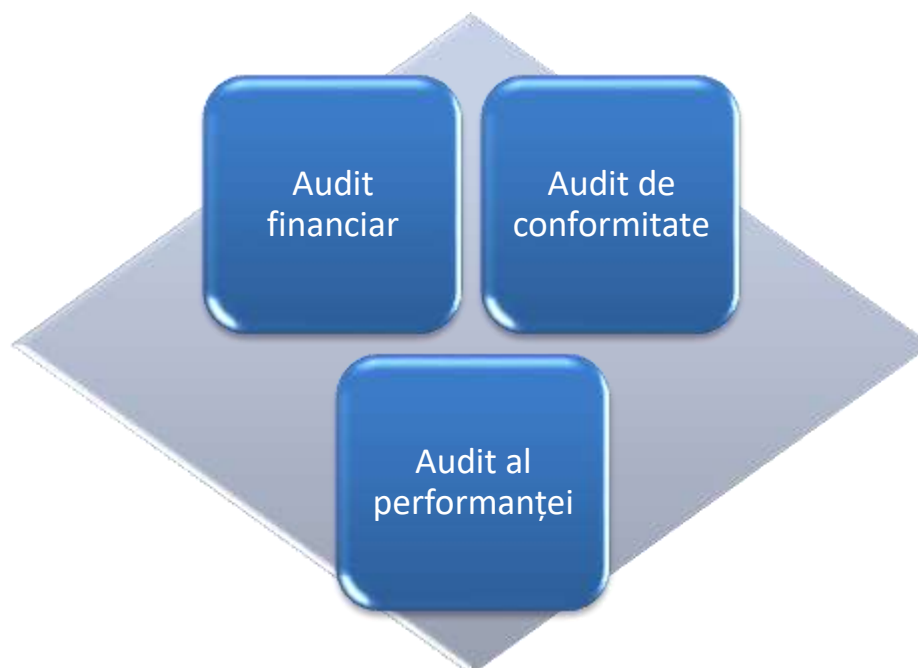 Audit
financiar
Audit de
conformitate
Audit al
performanței